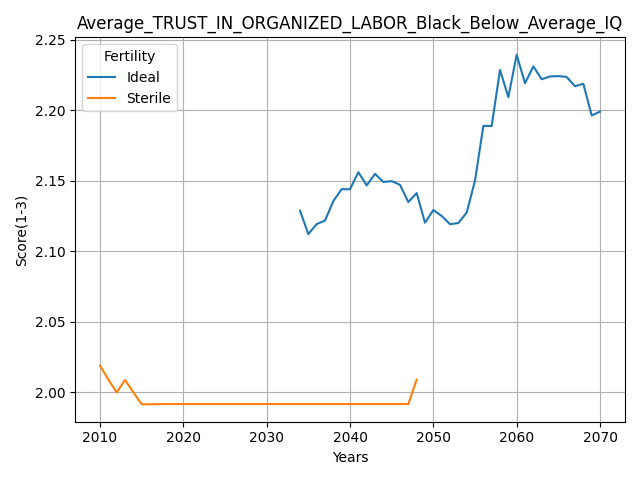 Average_TRUST_IN_ORGANIZED_LABOR_Black_Below_Average_IQ
Fertility
Ideal
Sterile
Score(1-3)
2.25
2.20
2.15
2.10
2.05
2.00
2010 2020 2030 2040 2050 2060 2070
Years